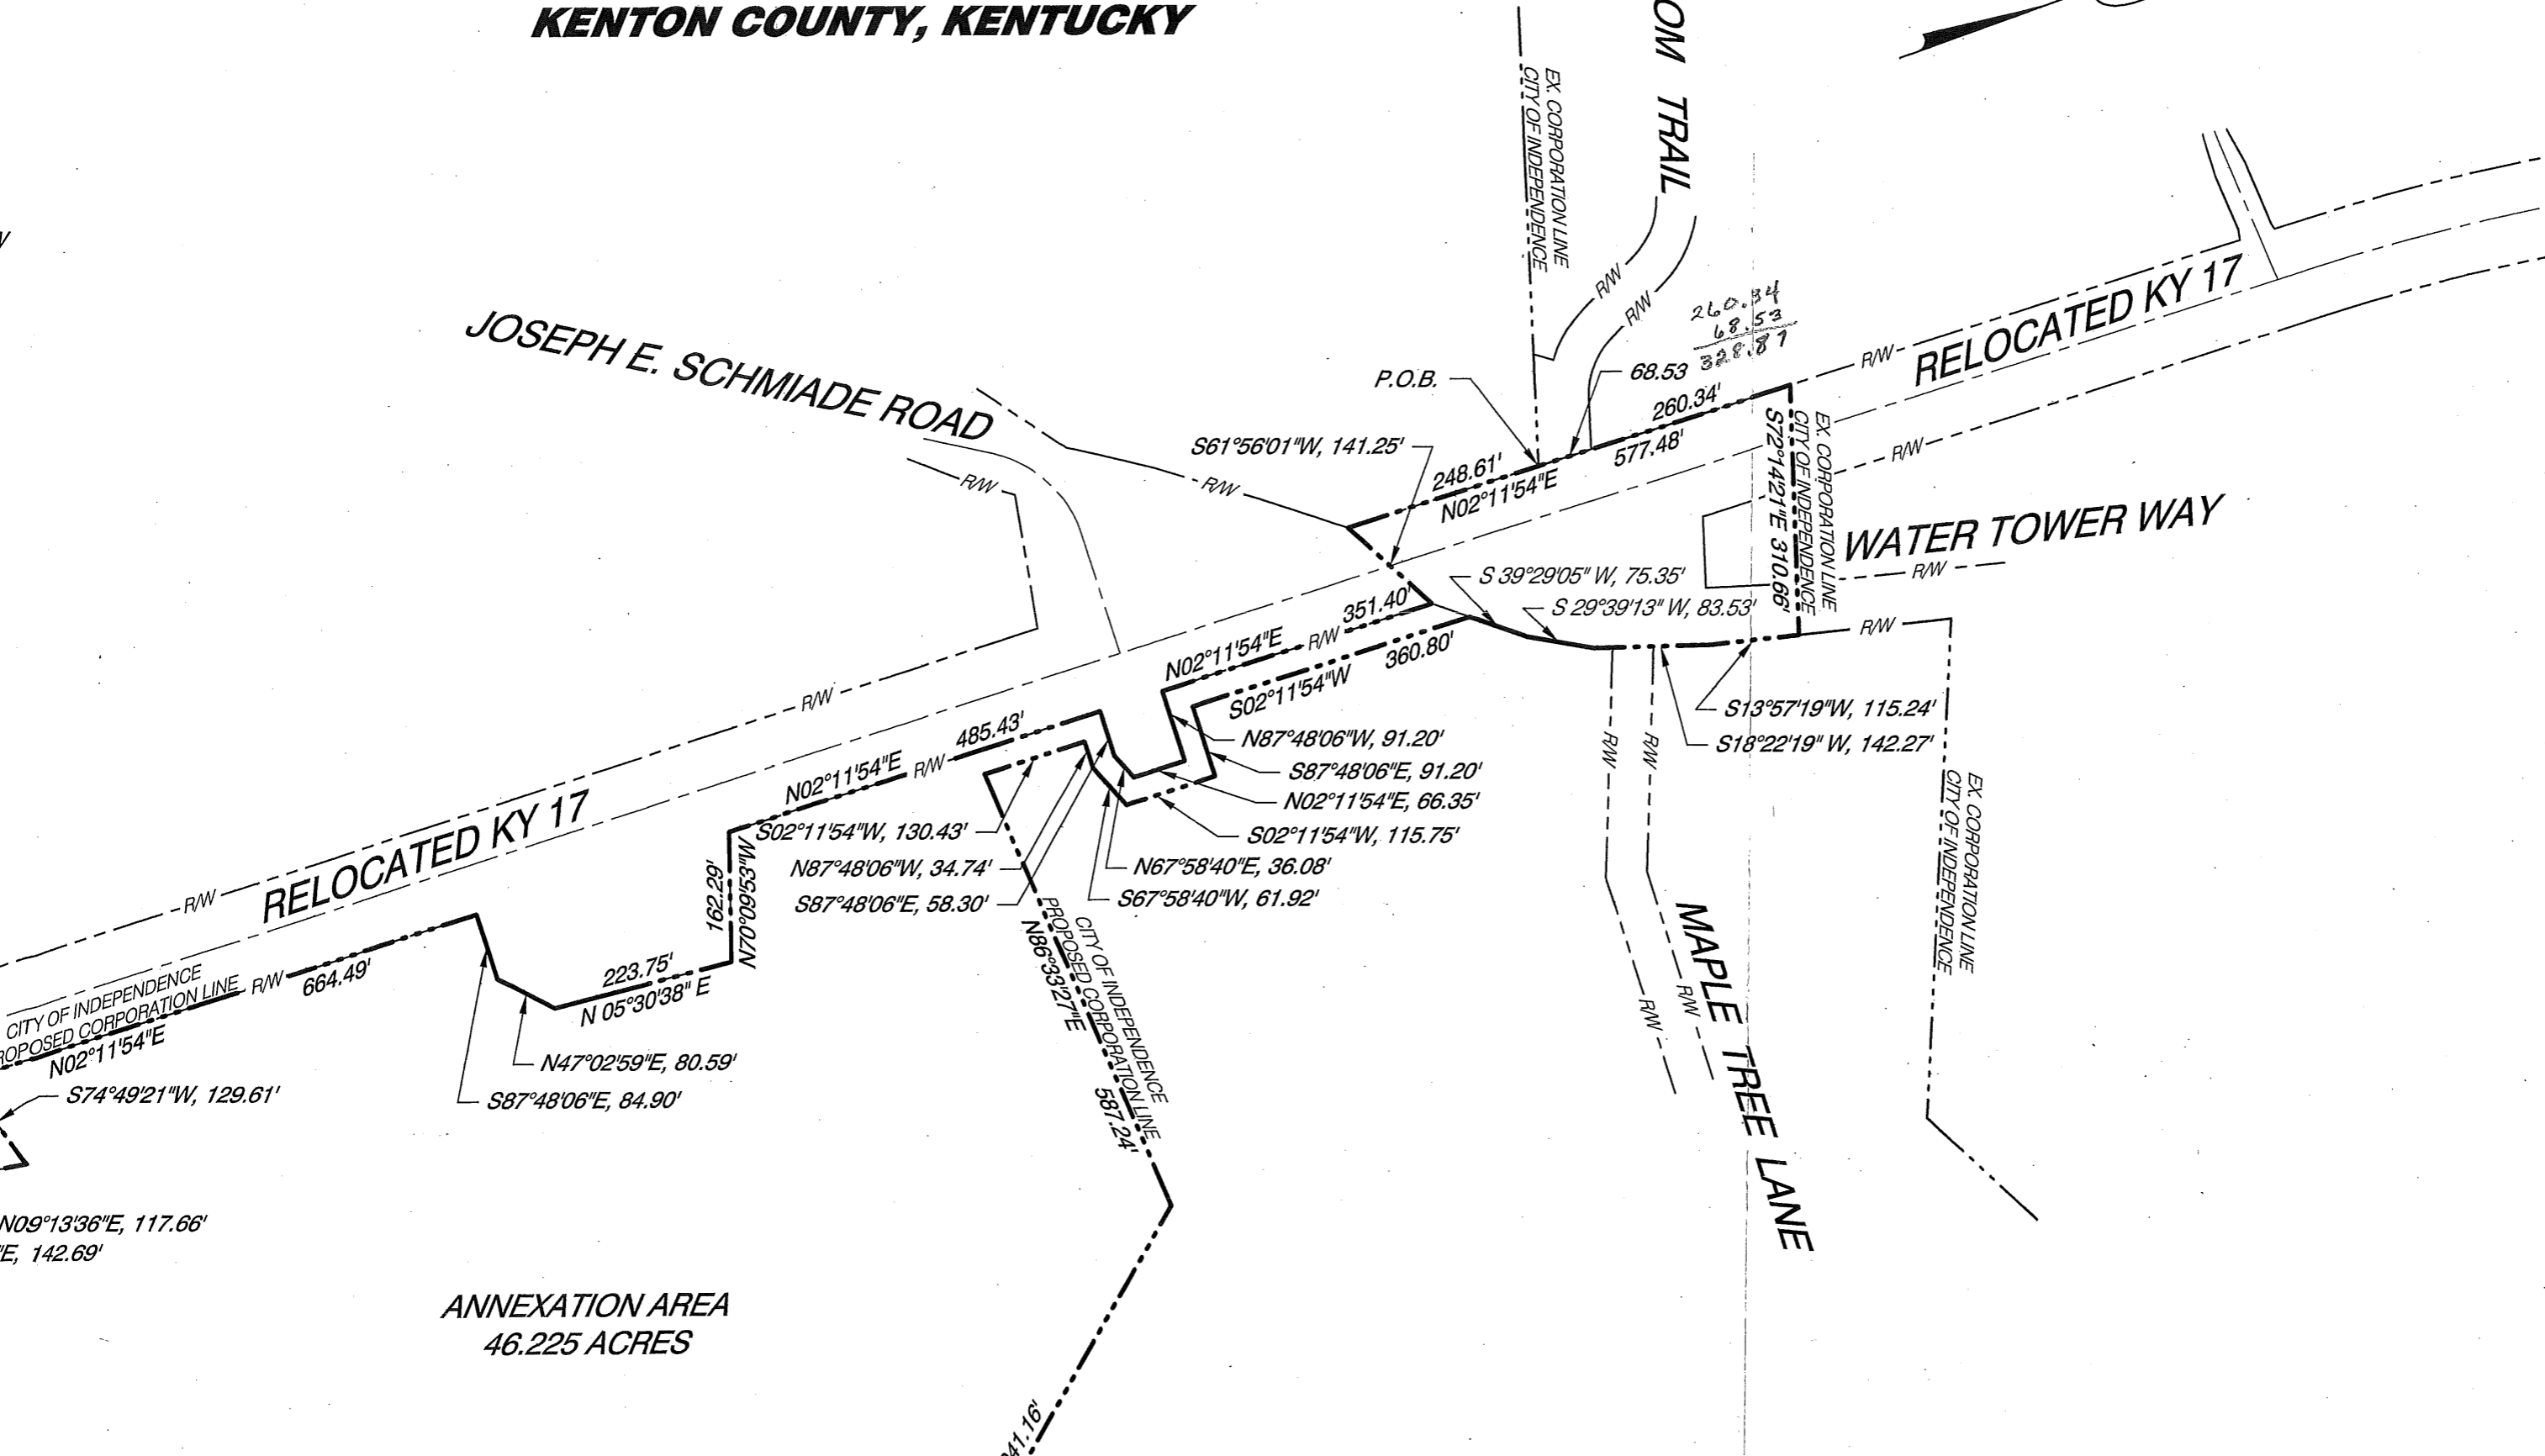 KENTON COUNTY, KENTUCKY
OM TRAIL
EX. CORPORATION LINE
CITY OF INDEPENDENCE
R/W
R/W
260.34
68.53
328.87
JOSEPH E. SCHMIADE ROAD
R/W
R/W
P.O.B.
68.53
260.34'
577.48'
R/W
RELOCATED KY 17
R/W
S61°56'01"W, 141.25'
248.61'
N02°11'54"E
EX. CORPORATION LINE
CITY OF INDEPENDENCE
S72°14'21"E 310.66'
WATER TOWER WAY
R/W
S 39°29'05" W, 75.35'
S 29°39'13" W, 83.53'
R/W
351.40'
R/W
N02°11'54"E
360.80'
S02°11'54"W
S13°57'19"W, 115.24'
S18°22'19" W, 142.27'
R/W
R/W
R/W
R/W
MAPLE TREE LANE
EX. CORPORATION LINE
CITY OF INDEPENDENCE
R/W
485.43'
R/W
N02°11'54"E
N87°48'06"W, 91.20'
S87°48'06"E, 91.20'
N02°11'54"E, 66.35'
S02°11'54"W, 115.75'
N67°58'40"E, 36.08'
S67°58'40"W, 61.92'
S02°11'54"W, 130.43'
N87°48'06"W, 34.74'
S87°48'06"E, 58.30'
N70°09'53"W
192.29'
RELOCATED KY 17
R/W
CITY OF INDEPENDENCE
PROPOSED CORPORATION LINE
N86°33'27"E
587.24'
223.75'
N 05°30'38" E
N47°02'59"E, 80.59'
S87°48'06"E, 84.90'
CITY OF INDEPENDENCE
OPOSED CORPORATION LINE
R/W
664.49'
N02°11'54"E
S74°49'21"W, 129.61'
N09°13'36"E, 117.66'
"E, 142.69'
ANNEXATION AREA
46.225 ACRES
41.16'